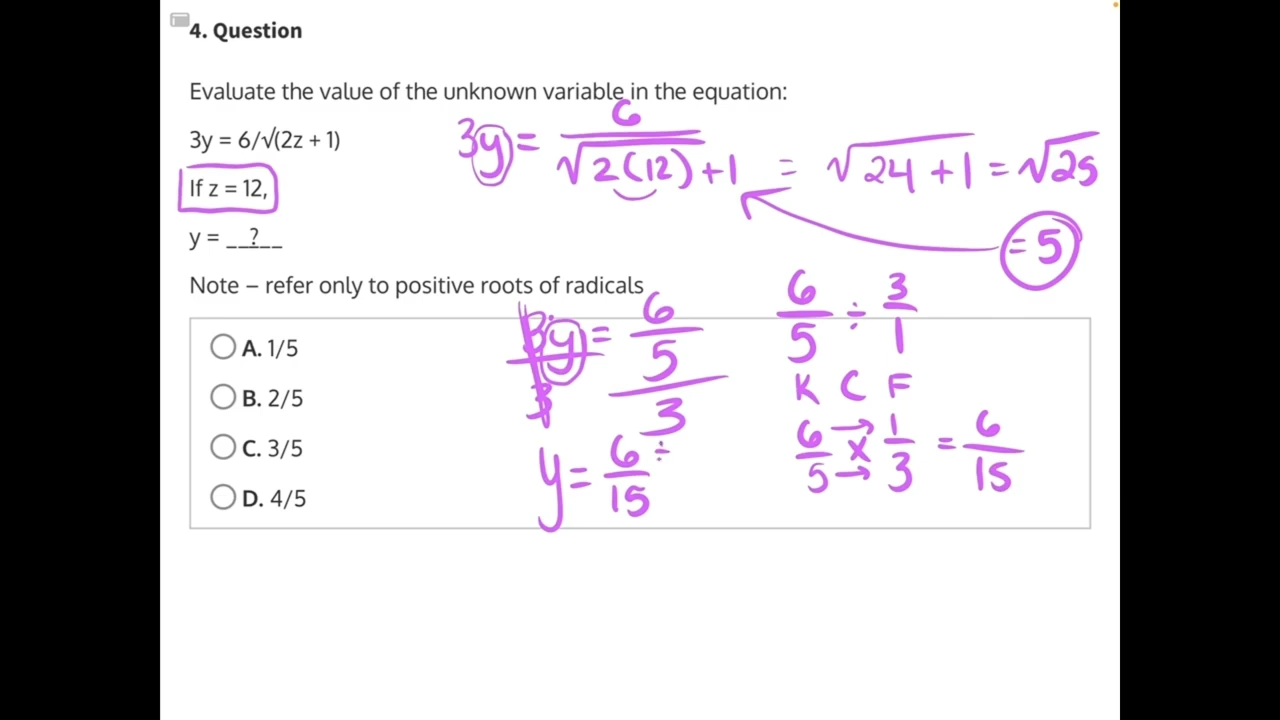 4. Question
Evaluate the value of the unknown variable in the equation:
3y = 6/√(2z + 1)
If z = 12,
y = __?__
Note – refer only to positive roots of radicals
A. 1/5
B. 2/5
C. 3/5
D. 4/5
3y = 6/√2(12) + 1 = √24 + 1 = √25
= 5
3y/3 = 6/5/3
y = 6/15 ÷
6/5 ÷ 3/1
K C F
6/5 × 1/3 = 6/15